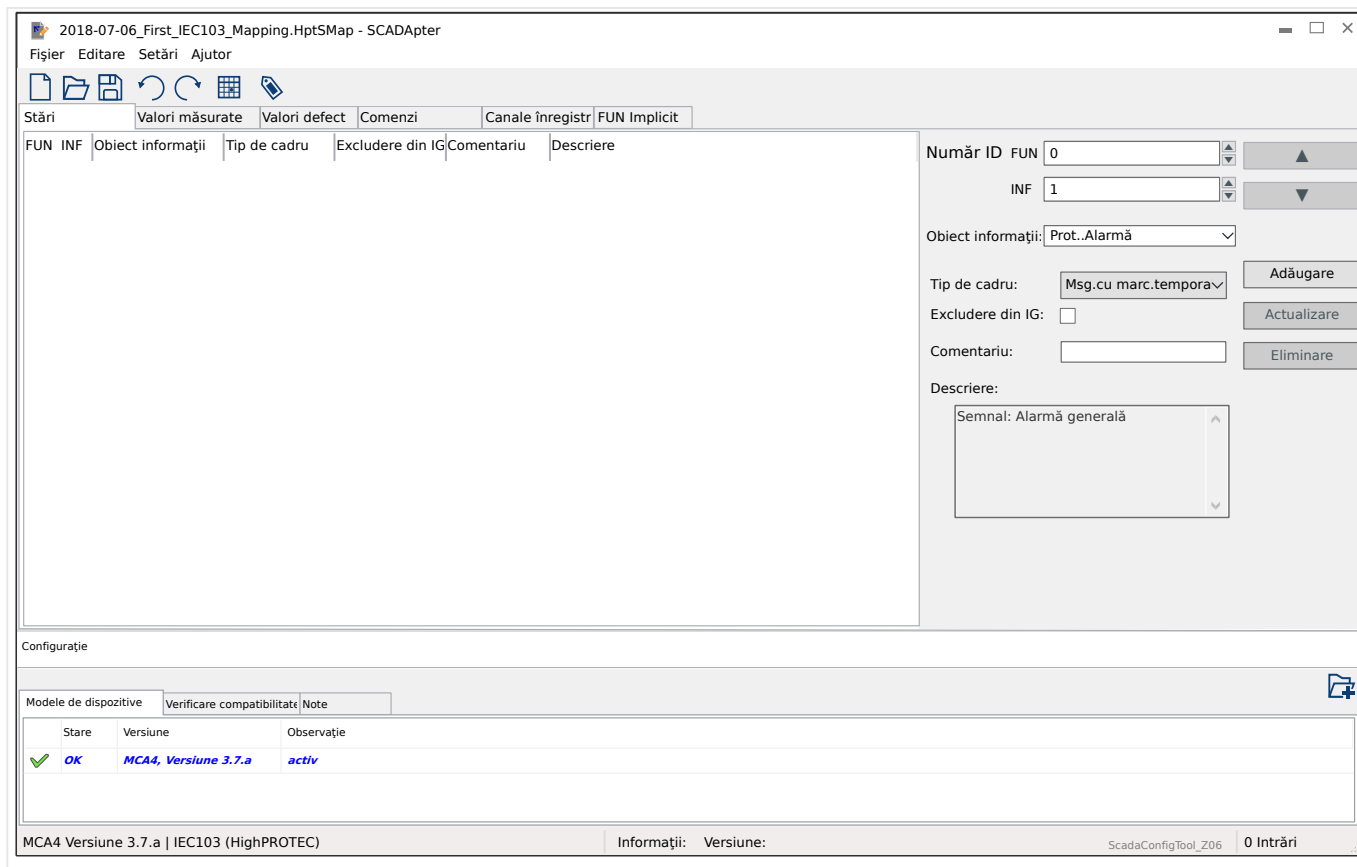 2018-07-06_First_IEC103_Mapping.HptSMap - SCADApter
Fișier Editare Setări Ajutor
Stări Valori măsurate Valori defect Comenzi Canale înregistr FUN Implicit
FUN INF Obiect informații Tip de cadru Excludere din IG Comentariu Descriere
Număr ID FUN 0
INF 1
Obiect informații: Prot..Alarmă
Tip de cadru: Msg.cu marc.tempora
Adăugare
Excludere din IG:
Actualizare
Comentariu:
Eliminare
Descriere:
Semnal: Alarmă generală
Configurație
Modele de dispozitive Verificare compatibilitate Note
Stare Versiune Observație
OK MCA4, Versiune 3.7.a activ
MCA4 Versiune 3.7.a | IEC103 (HighPROTEC) Informații: Versiune: ScadaConfigTool_Z06 0 Intrări